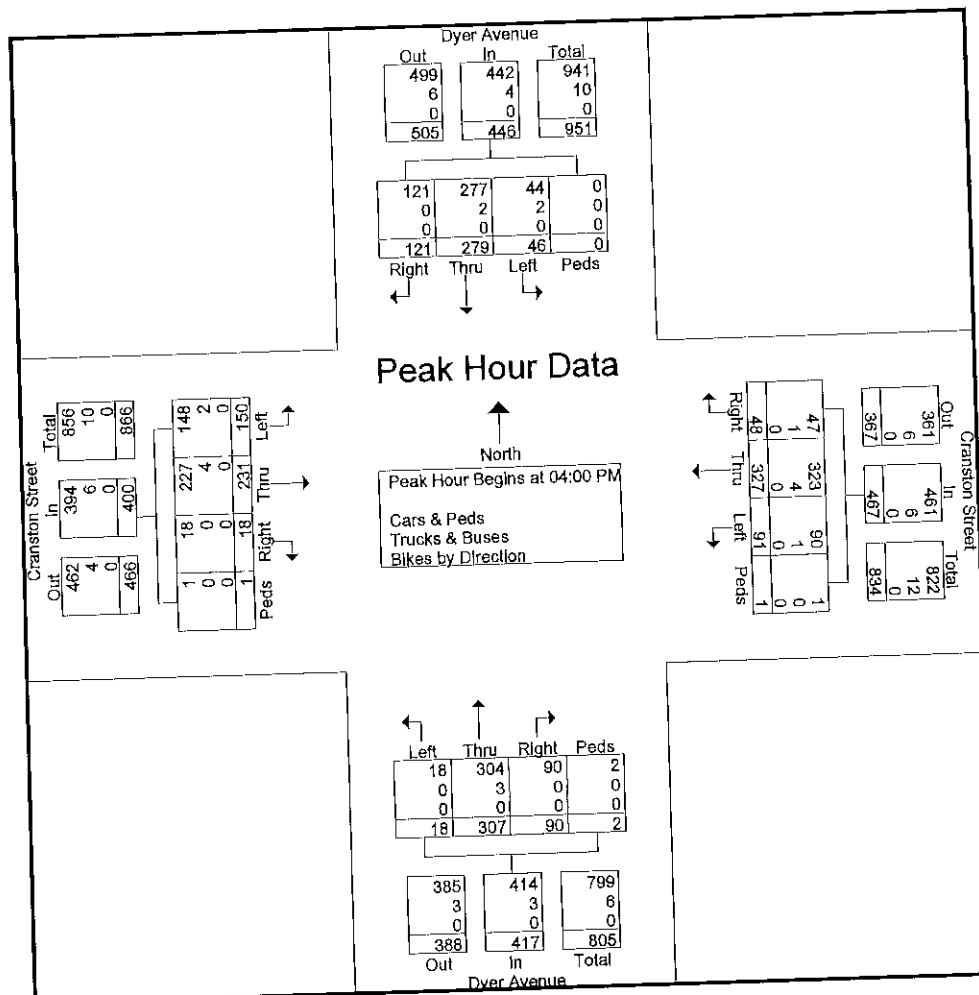 Dyer Avenue
Out In Total
499 442 941
6 4 10
0 0 0
505 446 951
121 277 44 0
0 2 2 0
0 0 0 0
121 279 46 0
Right Thru Left Peds
Peak Hour Data
North
Peak Hour Begins at 04:00 PM
Cars & Peds
Trucks & Buses
Bikes by Direction
Cranston Street
Out In Total
462 394 856
4 6 10
0 0 0
466 400 866
148 2 0 150 Left
227 4 0 231 Thru
18 0 0 18 Right
1 0 0 1 Peds
Cranston Street
Out In Total
361 461 822
6 6 12
0 0 0
367 467 834
47 1 0 48 Right
323 4 0 327 Thru
90 1 0 91 Left
1 0 0 1 Peds
Left Thru Right Peds
18 304 90 2
0 3 0 0
0 0 0 0
18 307 90 2
385 414 799
3 3 6
0 0 0
388 417 805
Out In Total
Dyer Avenue